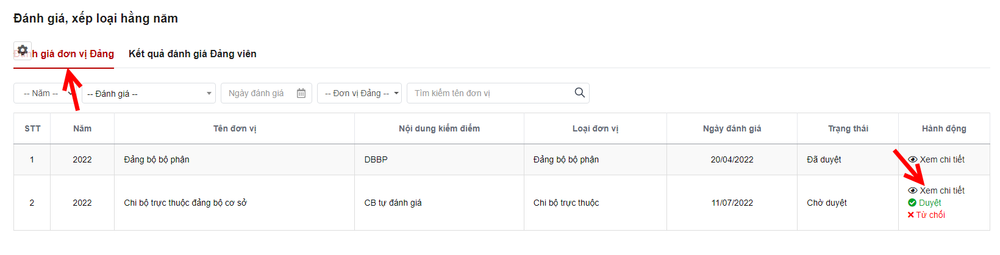 Đánh giá, xếp loại hằng năm
Đánh giá đơn vị Đảng Kết quả đánh giá Đảng viên
-- Năm -- -- Đánh giá -- Ngày đánh giá -- Đơn vị Đảng -- Tìm kiếm tên đơn vị
STT Năm Tên đơn vị Nội dung kiểm điểm Loại đơn vị Ngày đánh giá Trạng thái Hành động
1 2022 Đảng bộ bộ phận DBBP Đảng bộ bộ phận 20/04/2022 Đã duyệt Xem chi tiết
2 2022 Chi bộ trực thuộc đảng bộ cơ sở CB tự đánh giá Chi bộ trực thuộc 11/07/2022 Chờ duyệt Xem chi tiết
Duyệt
Từ chối